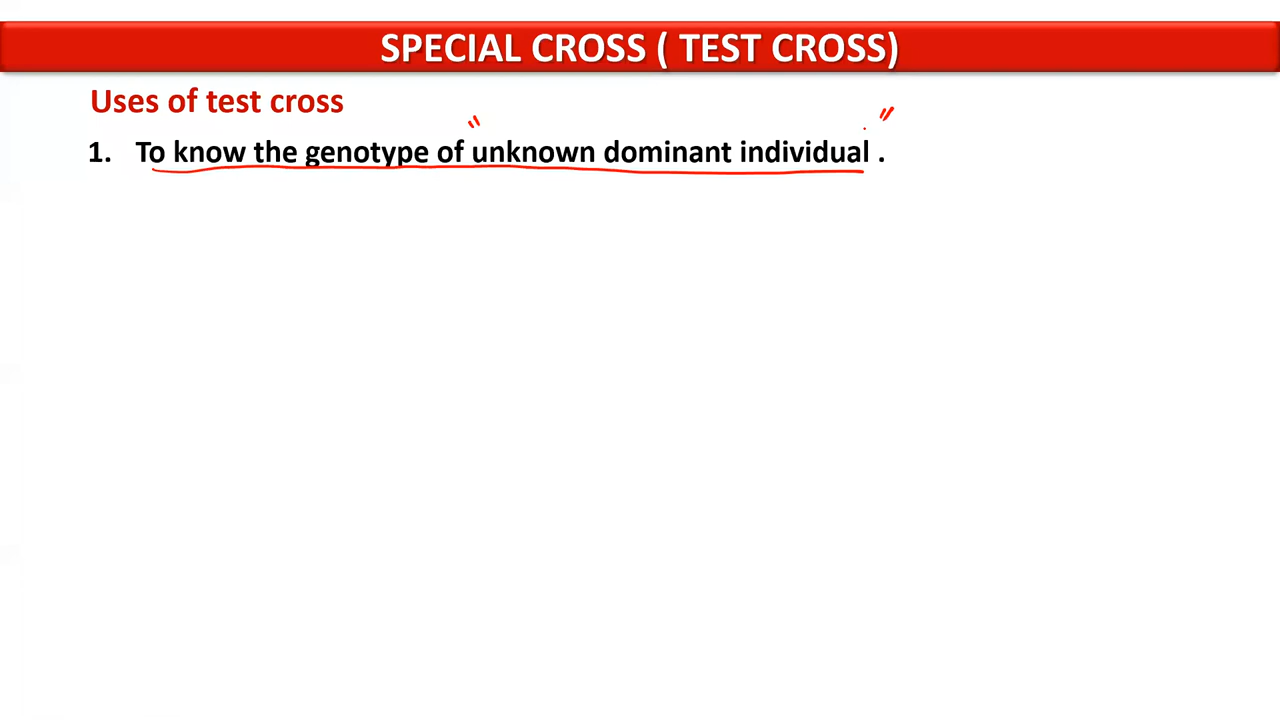 SPECIAL CROSS ( TEST CROSS)
Uses of test cross
1. To know the genotype of unknown dominant individual .